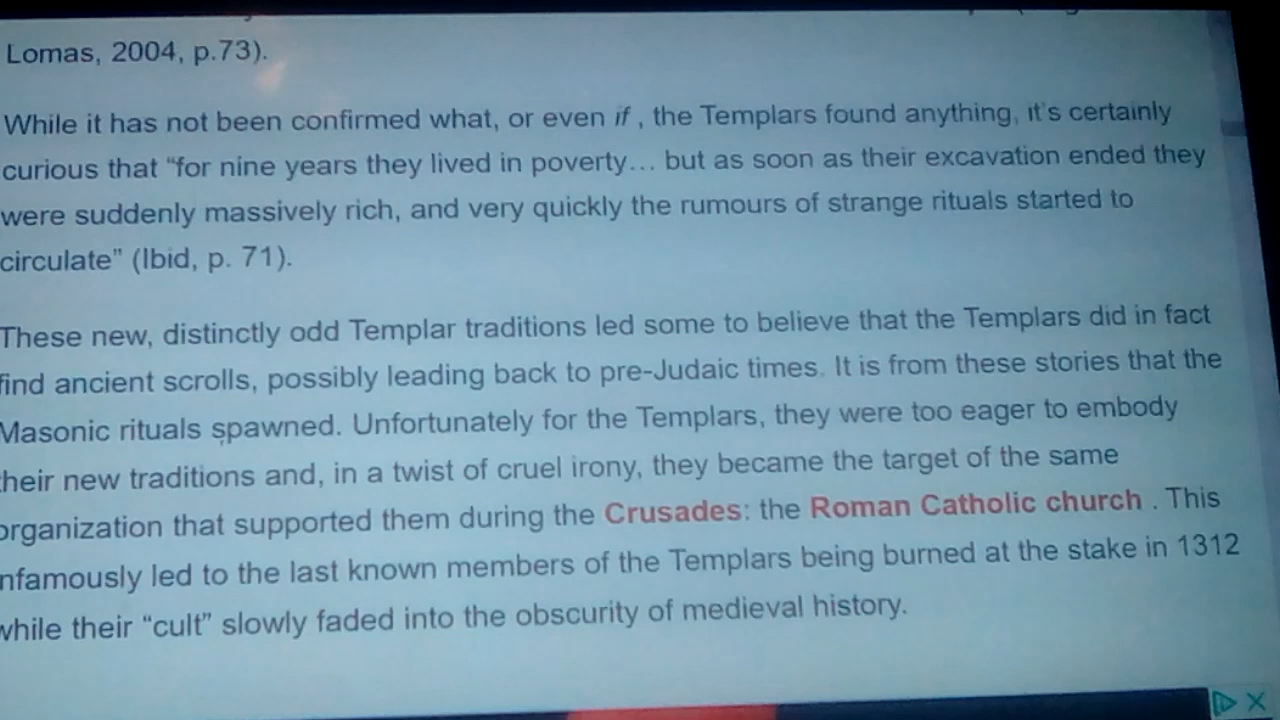 Lomas, 2004, p.73).
While it has not been confirmed what, or even if , the Templars found anything, it's certainly
curious that “for nine years they lived in poverty… but as soon as their excavation ended they
were suddenly massively rich, and very quickly the rumours of strange rituals started to
circulate” (Ibid, p. 71).
These new, distinctly odd Templar traditions led some to believe that the Templars did in fact
find ancient scrolls, possibly leading back to pre-Judaic times. It is from these stories that the
Masonic rituals spawned. Unfortunately for the Templars, they were too eager to embody
their new traditions and, in a twist of cruel irony, they became the target of the same
organization that supported them during the Crusades: the Roman Catholic church . This
nfamously led to the last known members of the Templars being burned at the stake in 1312
while their “cult” slowly faded into the obscurity of medieval history.